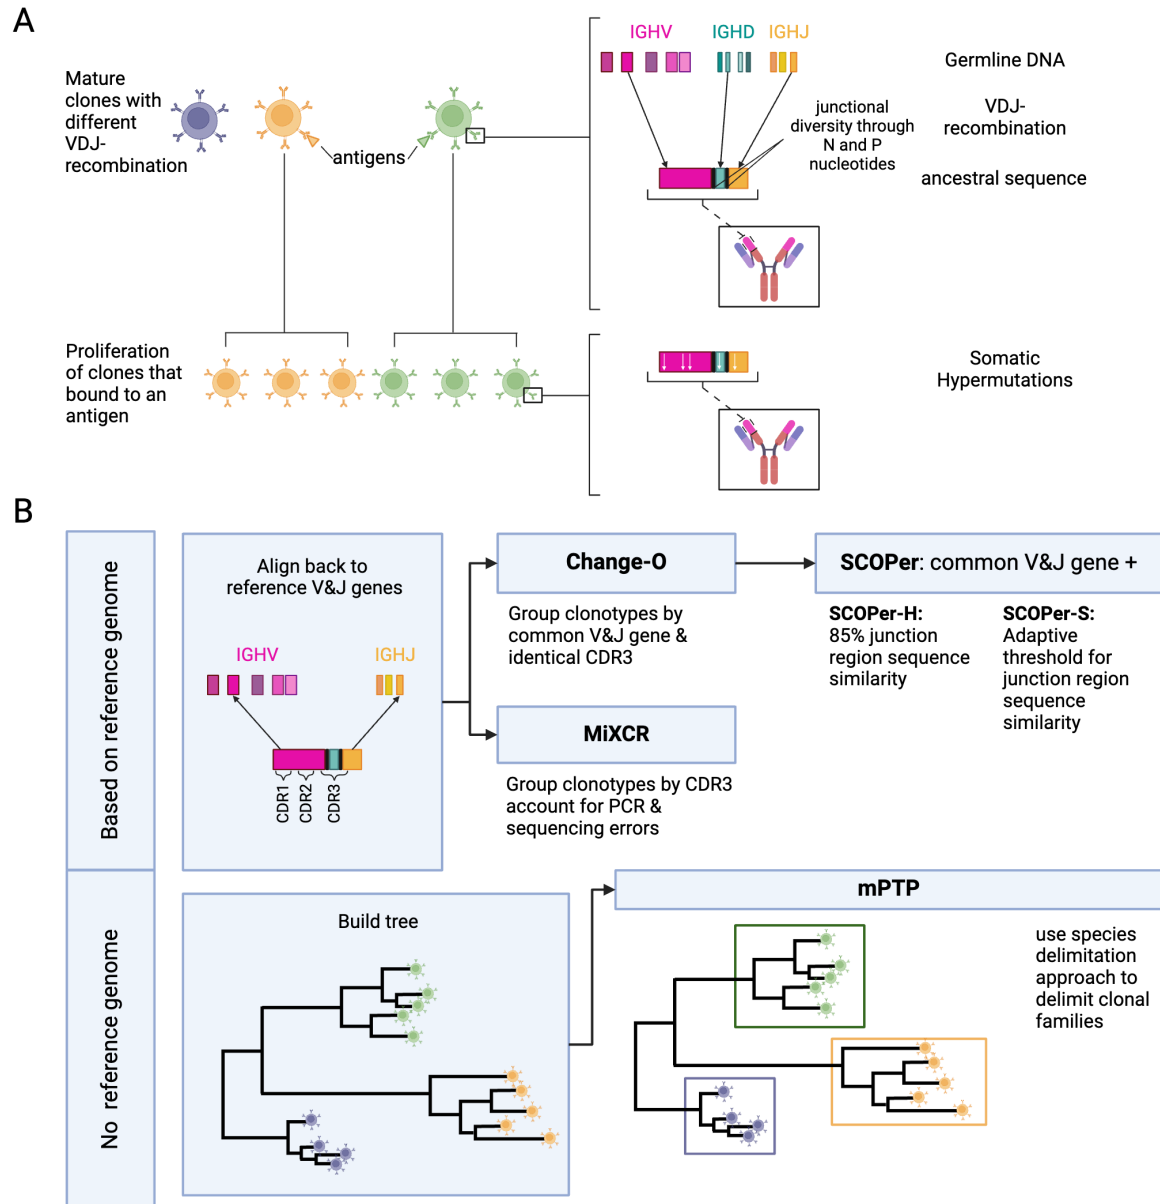 A
Mature
clones with
different
VDJ-
recombination
antigens
IGHV
IGHD
IGHJ
Germline DNA
junctional
diversity through
N and P
nucleotides
VDJ-
recombination
ancestral sequence
Proliferation
of clones that
bound to an
antigen
Somatic
Hypermutations
B
Based on reference genome
Align back to
reference V&J genes
IGHV
IGHJ
CDR1
CDR2
CDR3
Change-O
Group clonotypes by
common V&J gene &
identical CDR3
SCOPer: common V&J gene +
SCOPer-H:
85% junction
region sequence
similarity
SCOPer-S:
Adaptive
threshold for
junction region
sequence
similarity
MiXCR
Group clonotypes by CDR3
account for PCR &
sequencing errors
No reference genome
Build tree
mPTP
use species
delimitation
approach to
delimit clonal
families